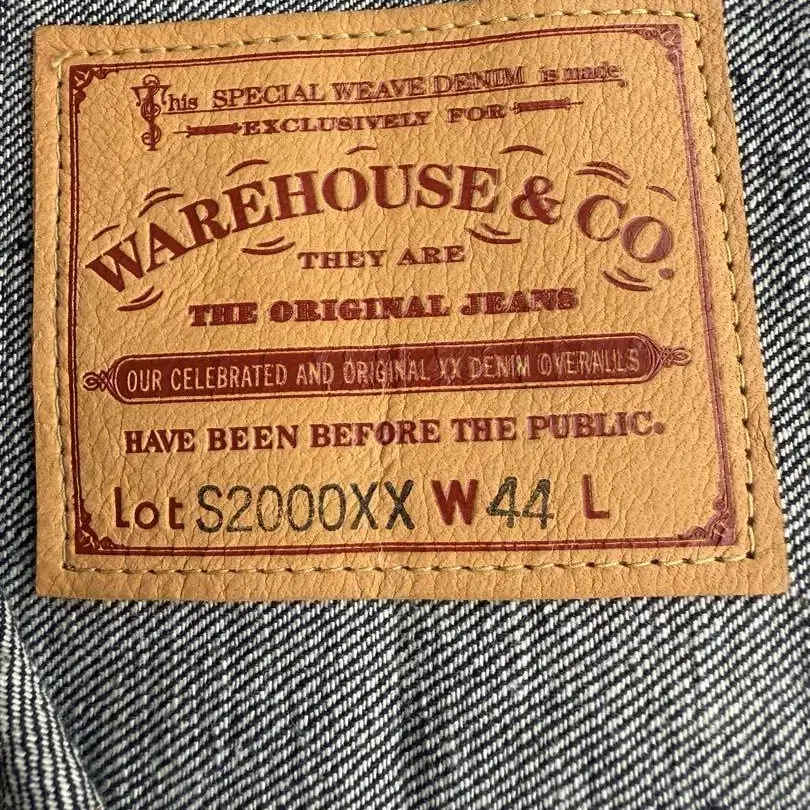 This SPECIAL WEAVE DENIM is made
EXCLUSIVELY FOR
WAREHOUSE & CO.
THEY ARE
THE ORIGINAL JEANS
OUR CELEBRATED AND ORIGINAL XX DENIM OVERALLS
HAVE BEEN BEFORE THE PUBLIC.
Lot S2000XX W 44 L